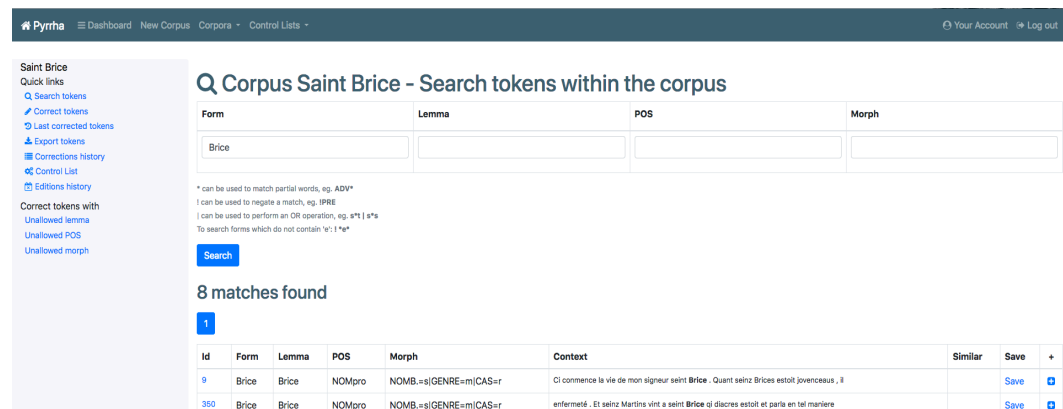 Pyrrha Dashboard New Corpus Corpora Control Lists Your Account Log out
Saint Brice
Quick links
Search tokens
Correct tokens
Last corrected tokens
Export tokens
Corrections history
Control List
Editions history
Correct tokens with
Unallowed lemma
Unallowed POS
Unallowed morph
Corpus Saint Brice - Search tokens within the corpus
Form Lemma POS Morph
Brice
* can be used to match partial words, eg. ADV*
! can be used to negate a match, eg. !PRE
| can be used to perform an OR operation, eg. s*t | s*s
To search forms which do not contain 'e': ! *e*
Search
8 matches found
1
Id Form Lemma POS Morph Context Similar Save +
9 Brice Brice NOMpro NOMB.=s|GENRE=m|CAS=r Ci conmence la vie de mon signeur seint Brice . Quant seinz Brices estoit jovenceaus , il Save
350 Brice Brice NOMpro NOMB.=s|GENRE=m|CAS=r enfermeté . Et seinz Martins vint a seint Brice qi diacres estoit et parla en tel maniere Save